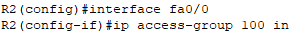 R2(config)#interface fa0/0
R2(config-if)#ip access-group 100 in